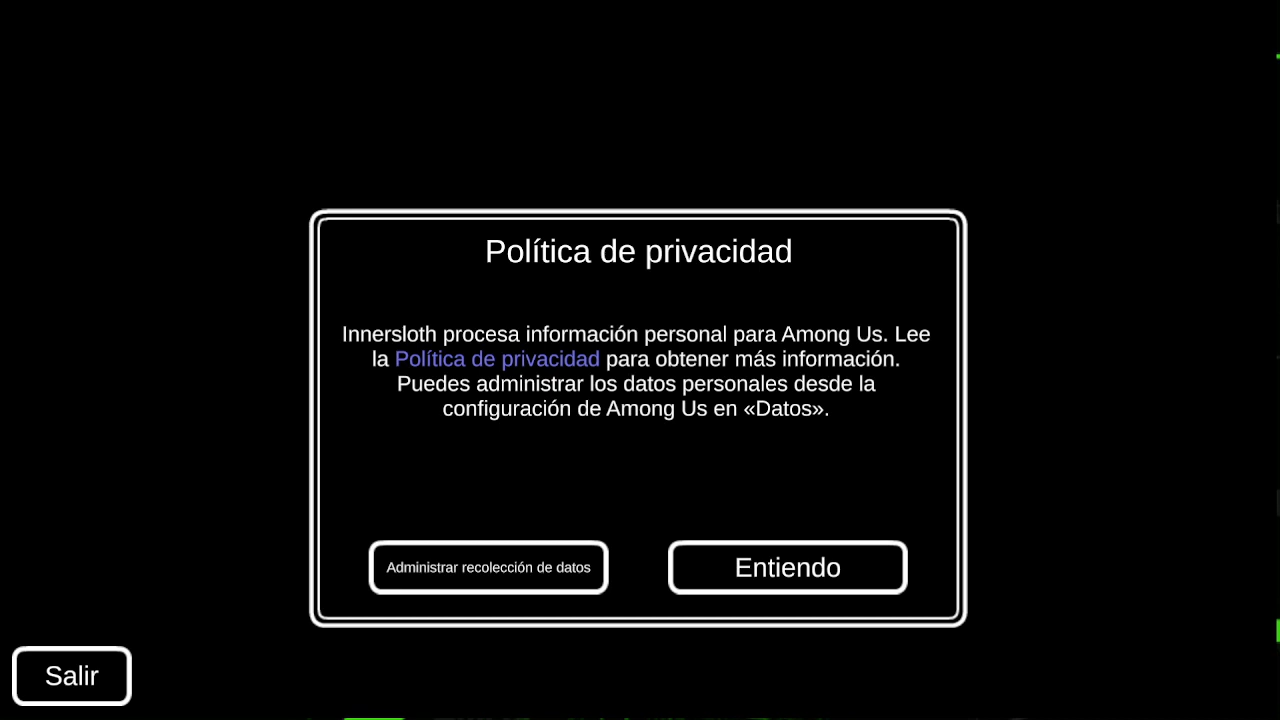 Política de privacidad
Innersloth procesa información personal para Among Us. Lee
la Política de privacidad para obtener más información.
Puedes administrar los datos personales desde la
configuración de Among Us en «Datos».
Administrar recolección de datos
Entiendo
Salir